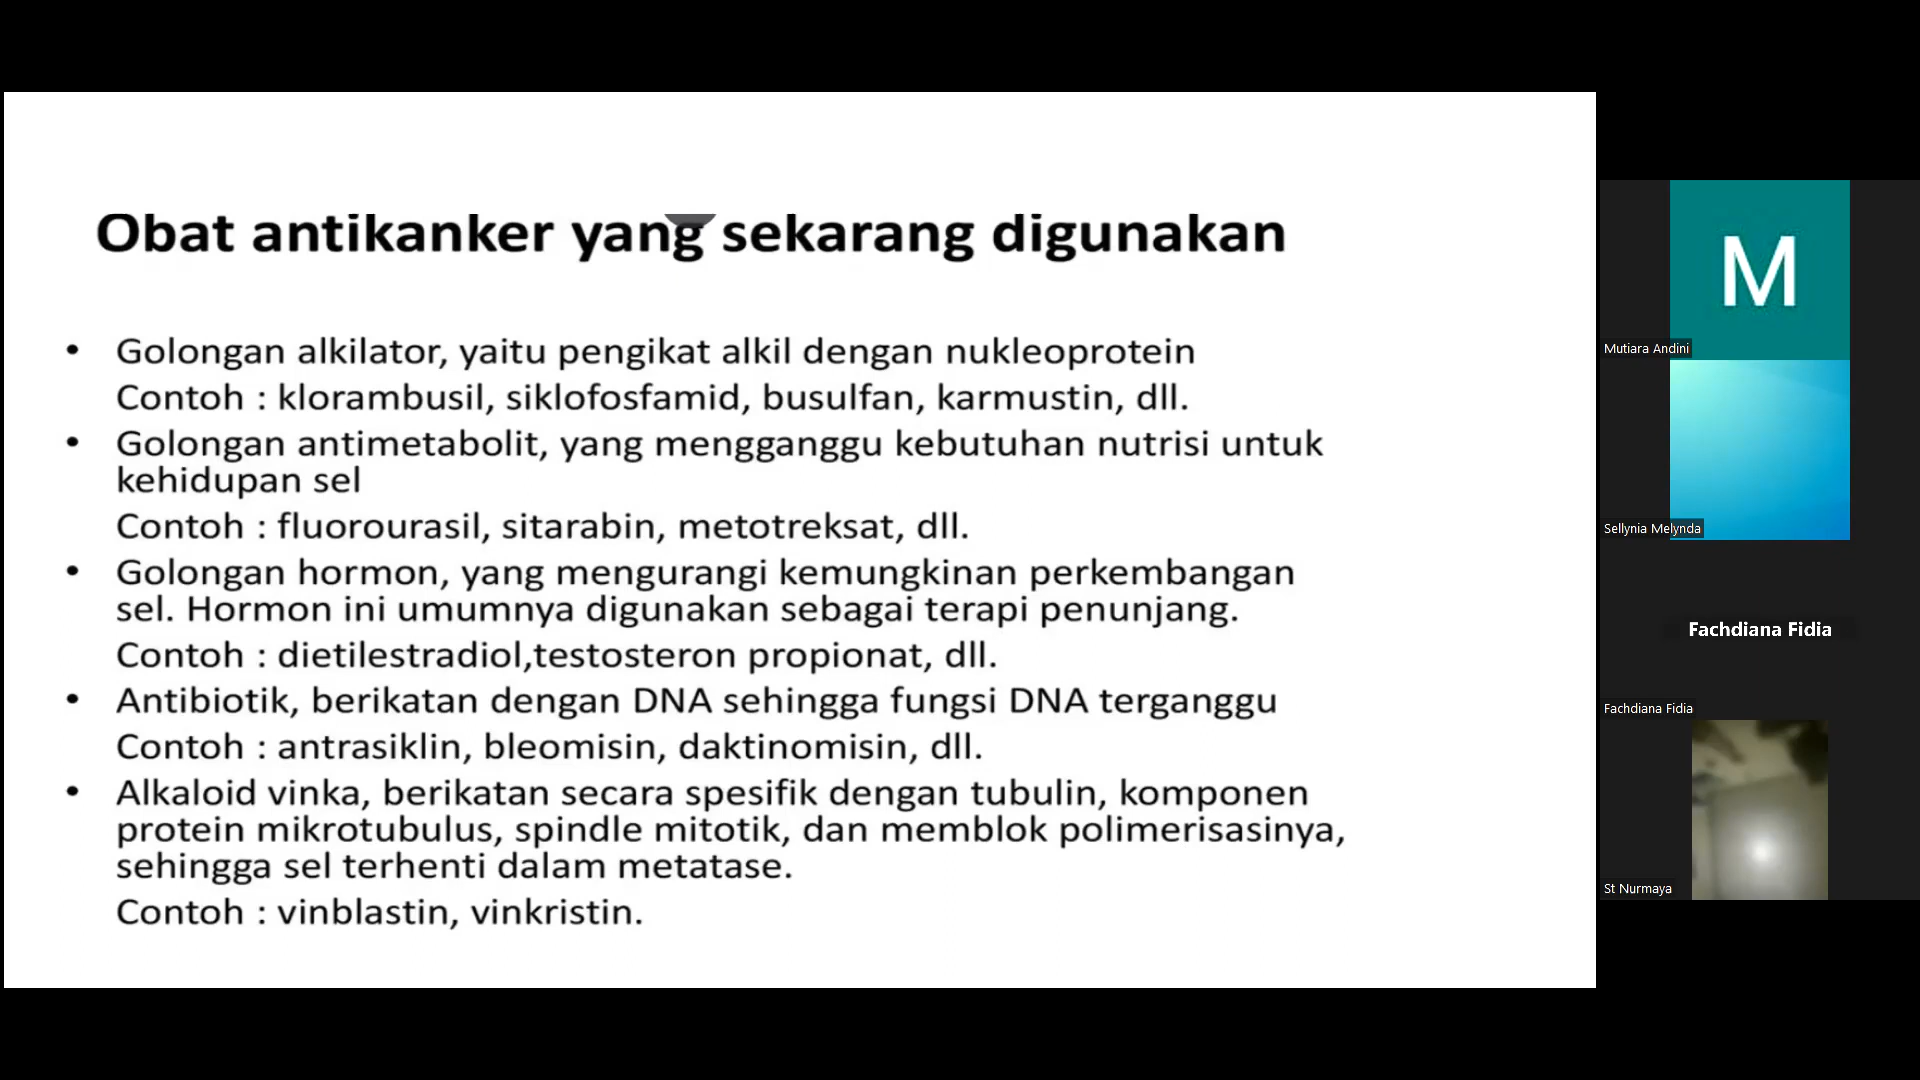 Obat antikanker yang sekarang digunakan
• Golongan alkilator, yaitu pengikat alkil dengan nukleoprotein
Contoh : klorambusil, siklofosfamid, busulfan, karmustin, dll.
• Golongan antimetabolit, yang mengganggu kebutuhan nutrisi untuk
kehidupan sel
Contoh : fluorourasil, sitarabin, metotreksat, dll.
• Golongan hormon, yang mengurangi kemungkinan perkembangan
sel. Hormon ini umumnya digunakan sebagai terapi penunjang.
Contoh : dietilestradiol,testosteron propionat, dll.
• Antibiotik, berikatan dengan DNA sehingga fungsi DNA terganggu
Contoh : antrasiklin, bleomisin, daktinomisin, dll.
• Alkaloid vinka, berikatan secara spesifik dengan tubulin, komponen
protein mikrotubulus, spindle mitotik, dan memblok polimerisasinya,
sehingga sel terhenti dalam metatase.
Contoh : vinblastin, vinkristin.
M
Mutiara Andini
Sellynia Melynda
Fachdiana Fidia
Fachdiana Fidia
St Nurmaya